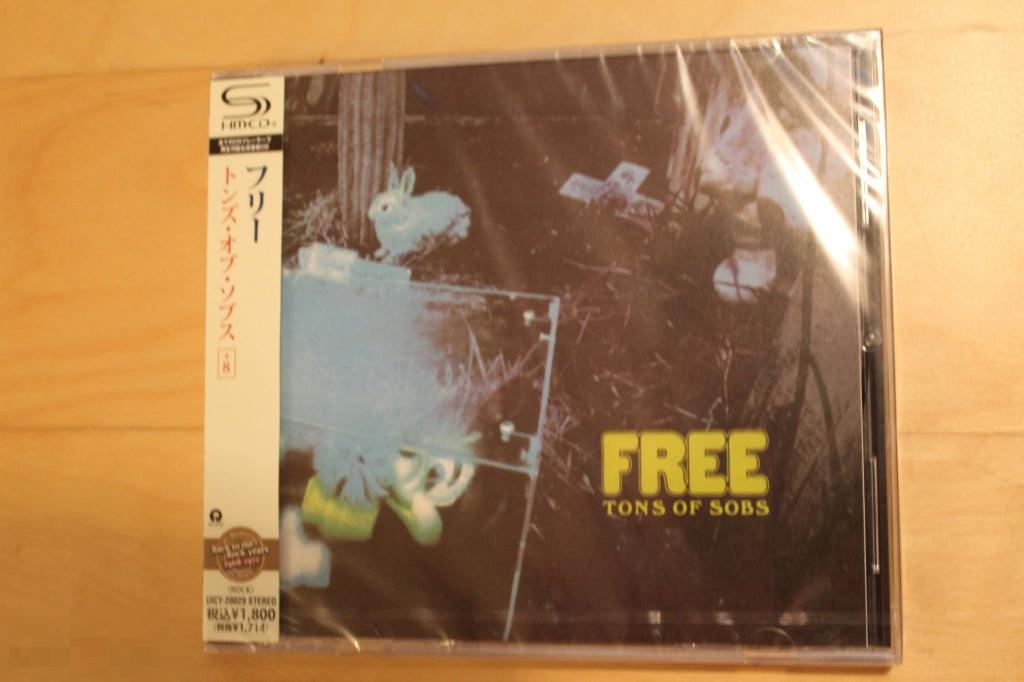 SHM-CD
フリー
トンズ・オブ・ソブス
+8
Back to the
Rock years
1968-1972
(ROCK)
UICY-20029 STEREO
税込¥1,800
(税抜¥1,714)
FREE
TONS OF SOBS